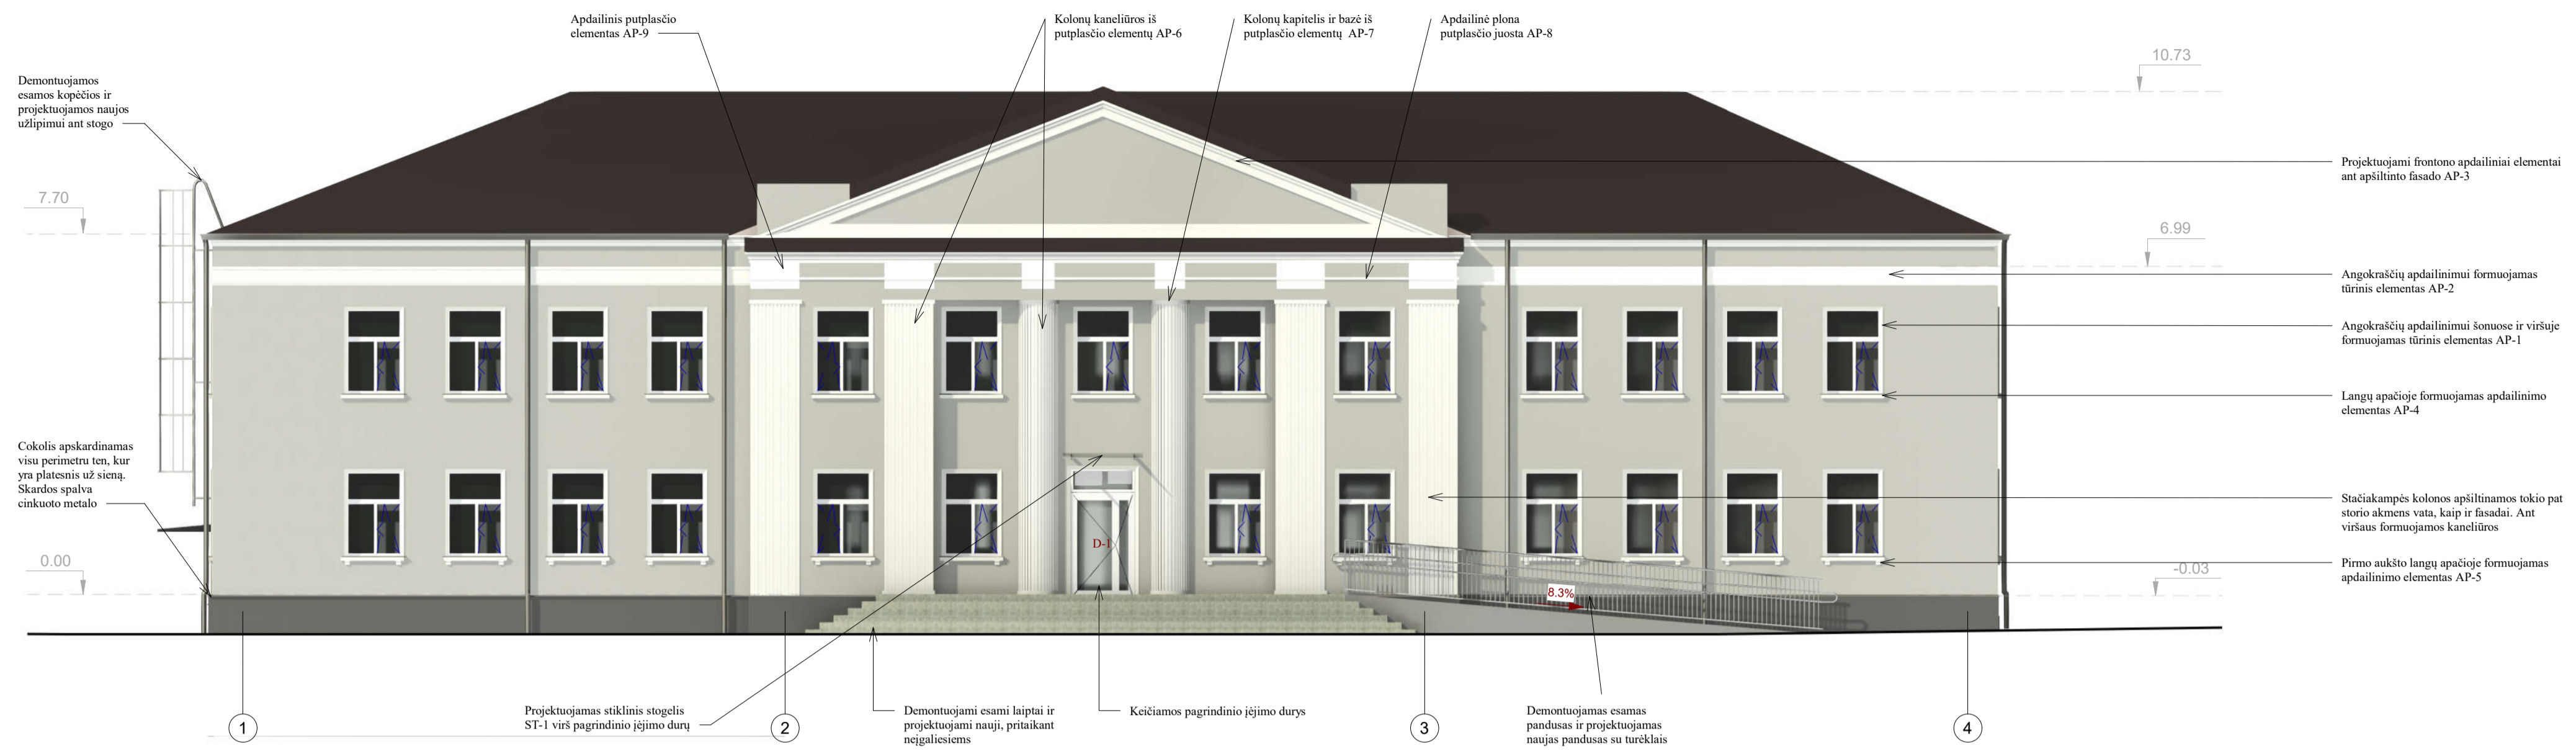 Apdailinis putplasčio
elementas AP-9
Kolonų kaneliūros iš
putplasčio elementų AP-6
Kolonų kapitelis ir bazė iš
putplasčio elementų AP-7
Apdailinė plona
putplasčio juosta AP-8
10.73
Demontuojamos
esamos kopėčios ir
projektuojamos naujos
užlipimui ant stogo
Projektuojami frontono apdailiniai elementai
ant apšiltinto fasado AP-3
7.70
6.99
Angokraščių apdailinimui formuojamas
tūrinis elementas AP-2
Angokraščių apdailinimui šonuose ir viršuje
formuojamas tūrinis elementas AP-1
Langų apačioje formuojamas apdailinimo
elementas AP-4
Cokolis apskardinamas
visu perimetru ten, kur
yra platesnis už sieną.
Skardos spalva
cinkuoto metalo
Stačiakampės kolonos apšiltinamos tokio pat
storio akmens vata, kaip ir fasadai. Ant
viršaus formuojamos kaneliūros
D-1
0.00
Pirmo aukšto langų apačioje formuojamas
apdailinimo elementas AP-5
-0.03
8.3%
Projektuojamas stiklinis stogelis
ST-1 virš pagrindinio įėjimo durų
Demontuojami esami laiptai ir
projektuojami nauji, pritaikant
neįgaliesiems
Keičiamos pagrindinio įėjimo durys
Demontuojamas esamas
pandusas ir projektuojamas
naujas pandusas su turėklais
1
2
3
4